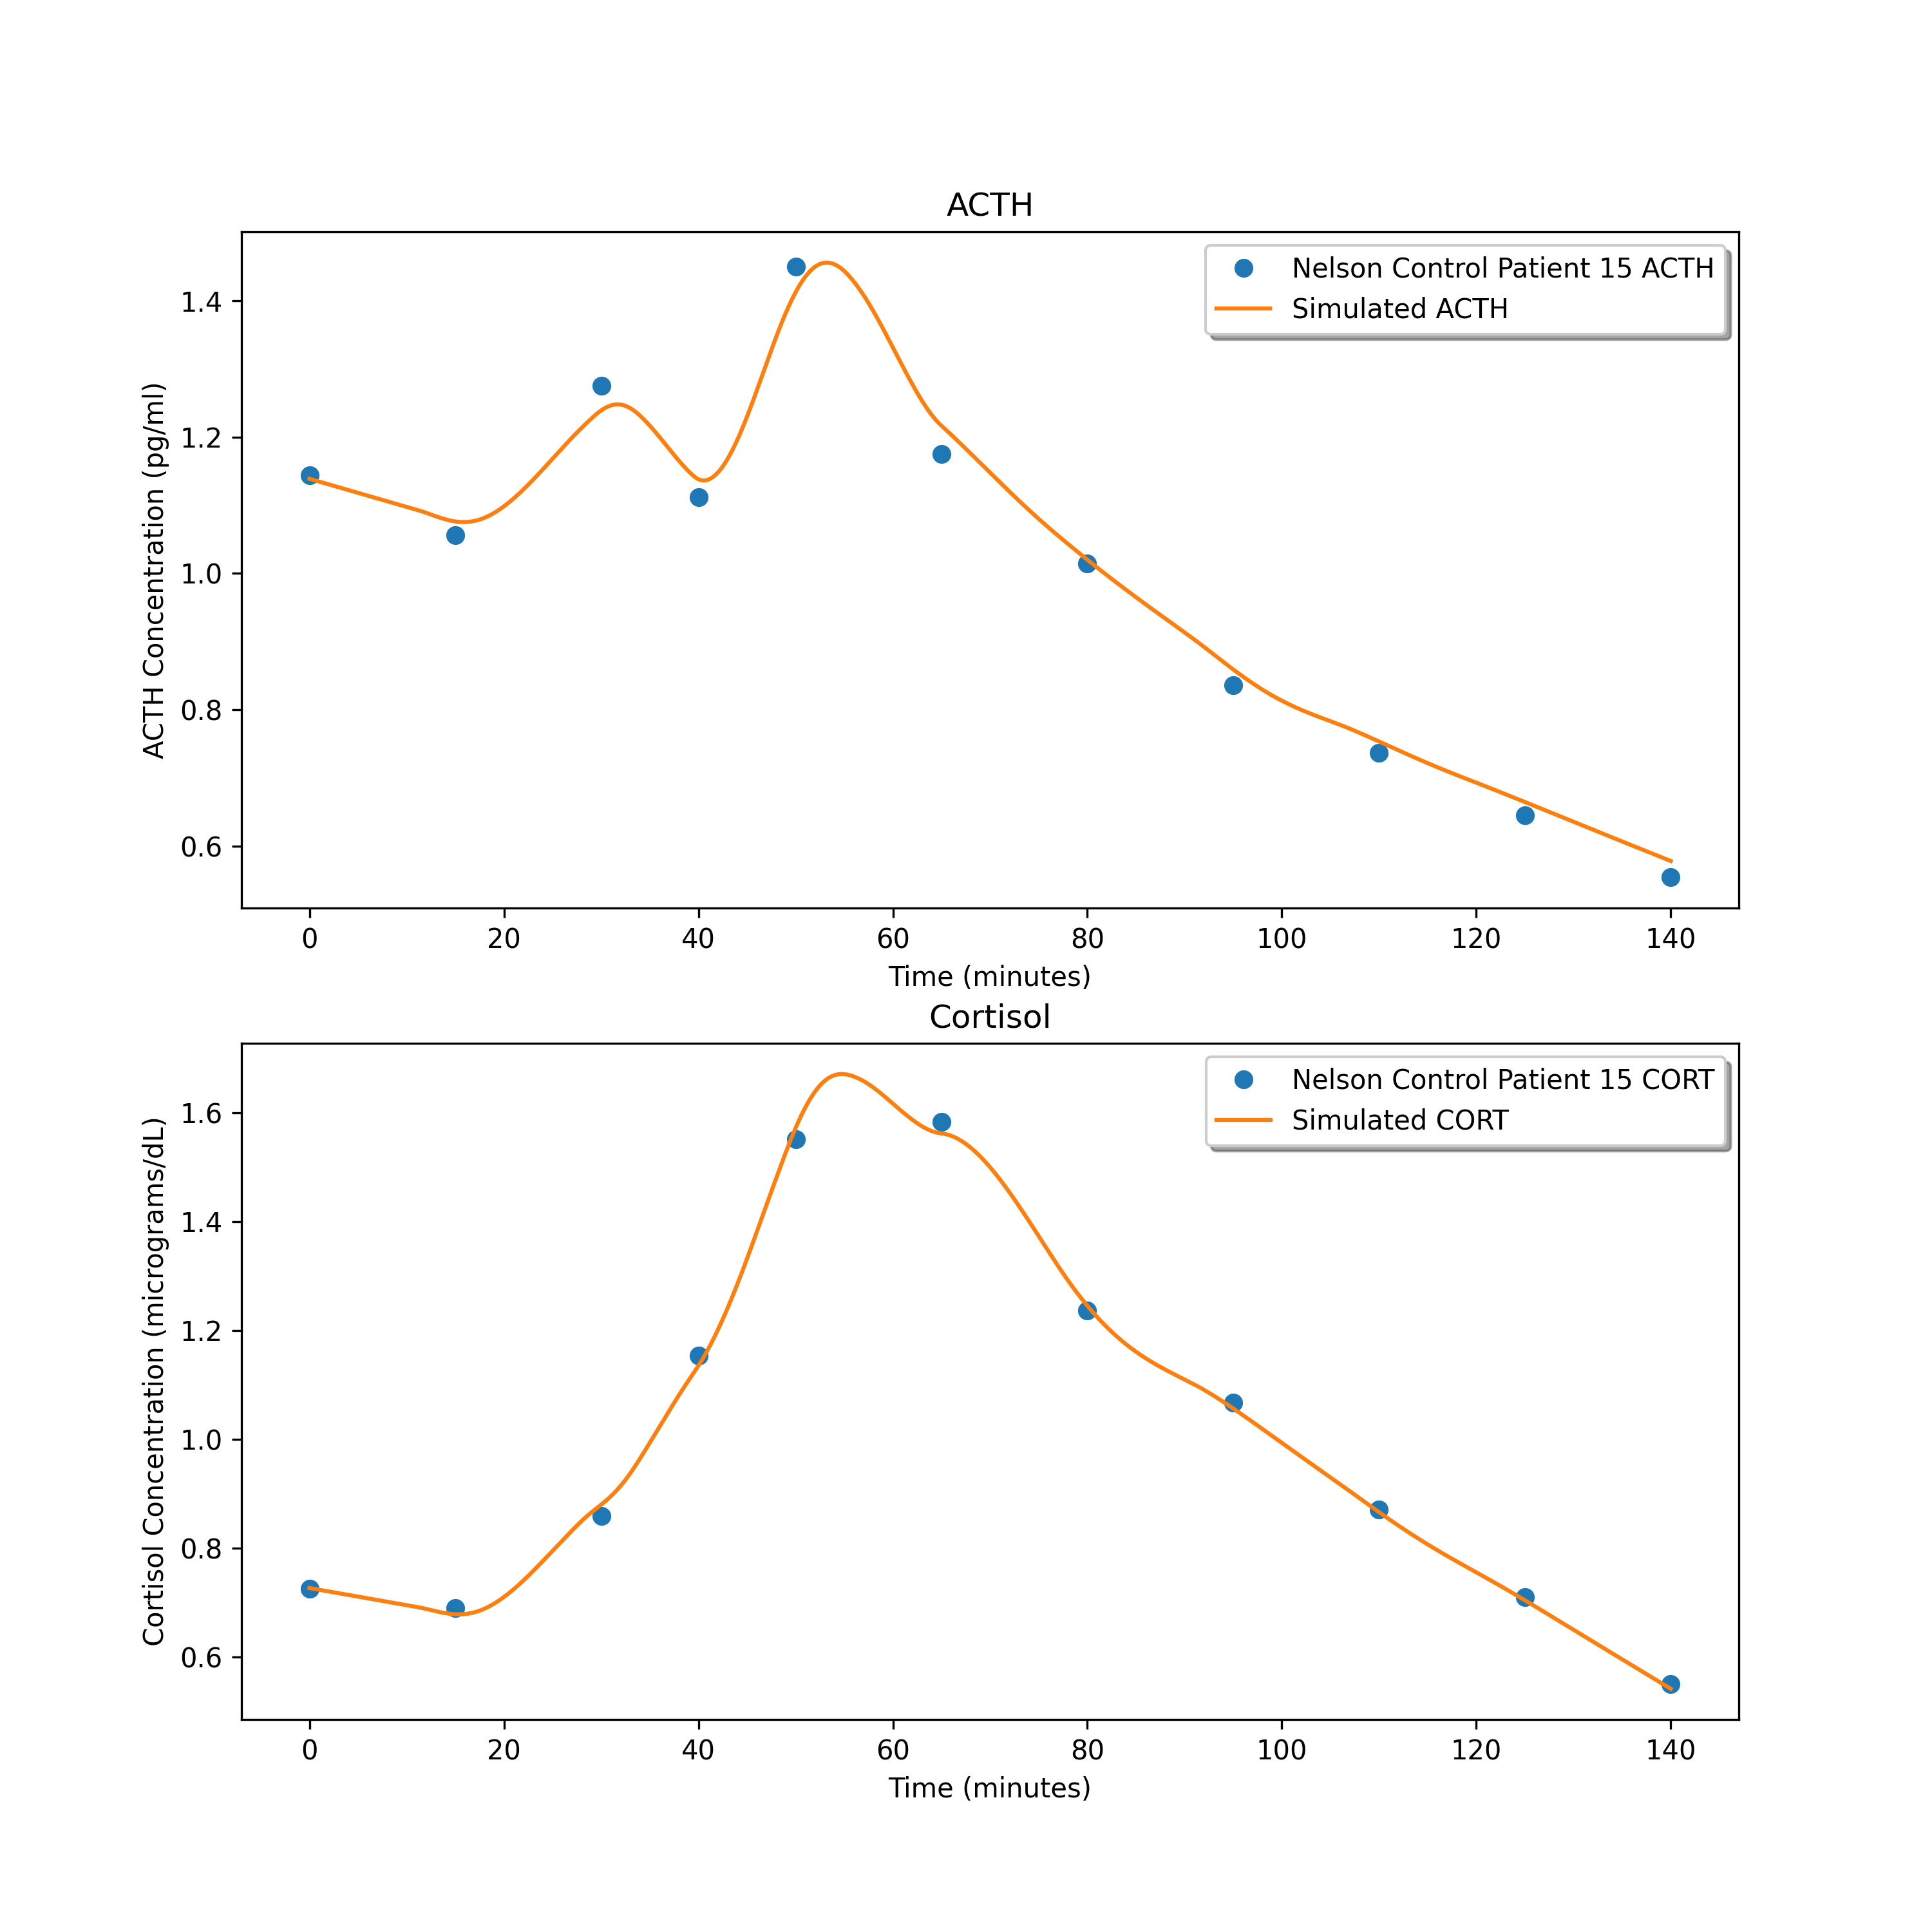 ACTH
Nelson Control Patient 15 ACTH
Simulated ACTH
ACTH Concentration (pg/ml)
1.4
1.2
1.0
0.8
0.6
0 20 40 60 80 100 120 140
Time (minutes)
Cortisol
Nelson Control Patient 15 CORT
Simulated CORT
Cortisol Concentration (micrograms/dL)
1.6
1.4
1.2
1.0
0.8
0.6
0 20 40 60 80 100 120 140
Time (minutes)